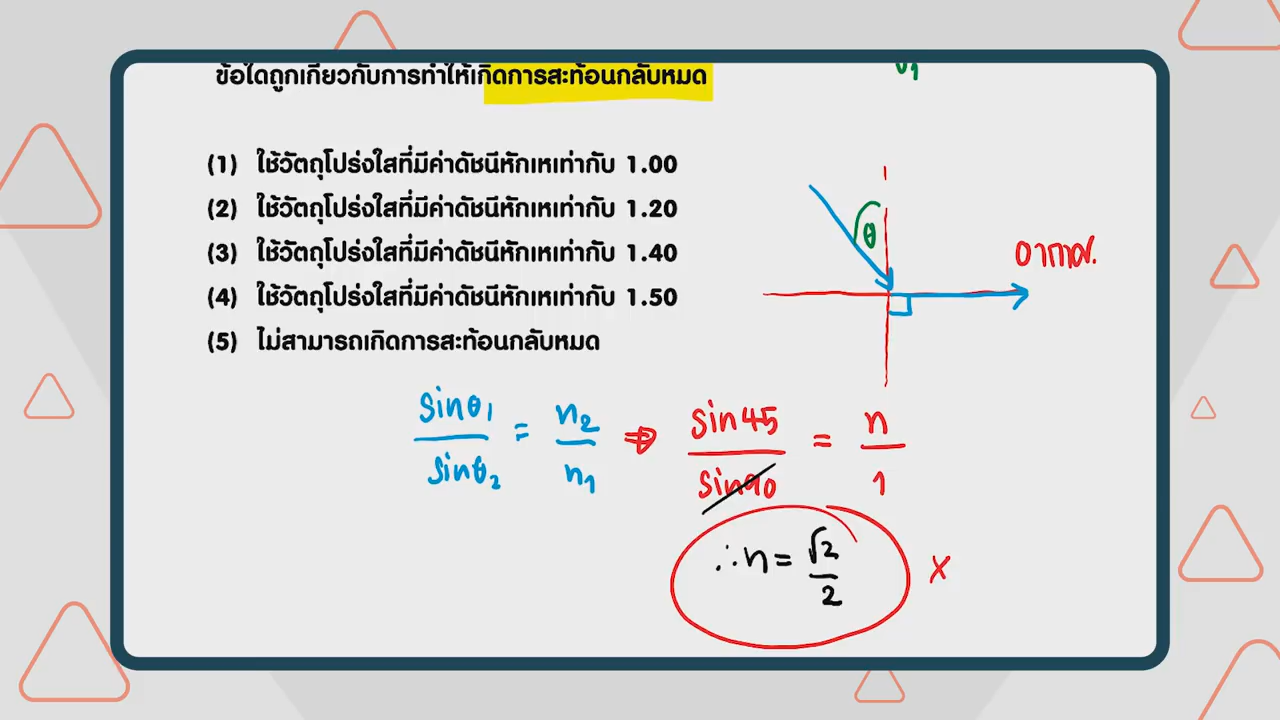 ข้อใดถูกเกี่ยวกับการทำให้เกิดการสะท้อนกลับหมด
(1) ใช้วัตถุโปร่งใสที่มีค่าดัชนีหักเหเท่ากับ 1.00
(2) ใช้วัตถุโปร่งใสที่มีค่าดัชนีหักเหเท่ากับ 1.20
(3) ใช้วัตถุโปร่งใสที่มีค่าดัชนีหักเหเท่ากับ 1.40
(4) ใช้วัตถุโปร่งใสที่มีค่าดัชนีหักเหเท่ากับ 1.50
(5) ไม่สามารถเกิดการสะท้อนกลับหมด
θ
อากาศ.
sinθ₁/sinθ₂ = n₂/n₁ ⇒ sin45/sin90 = n/1
∴n = √2/2 ×